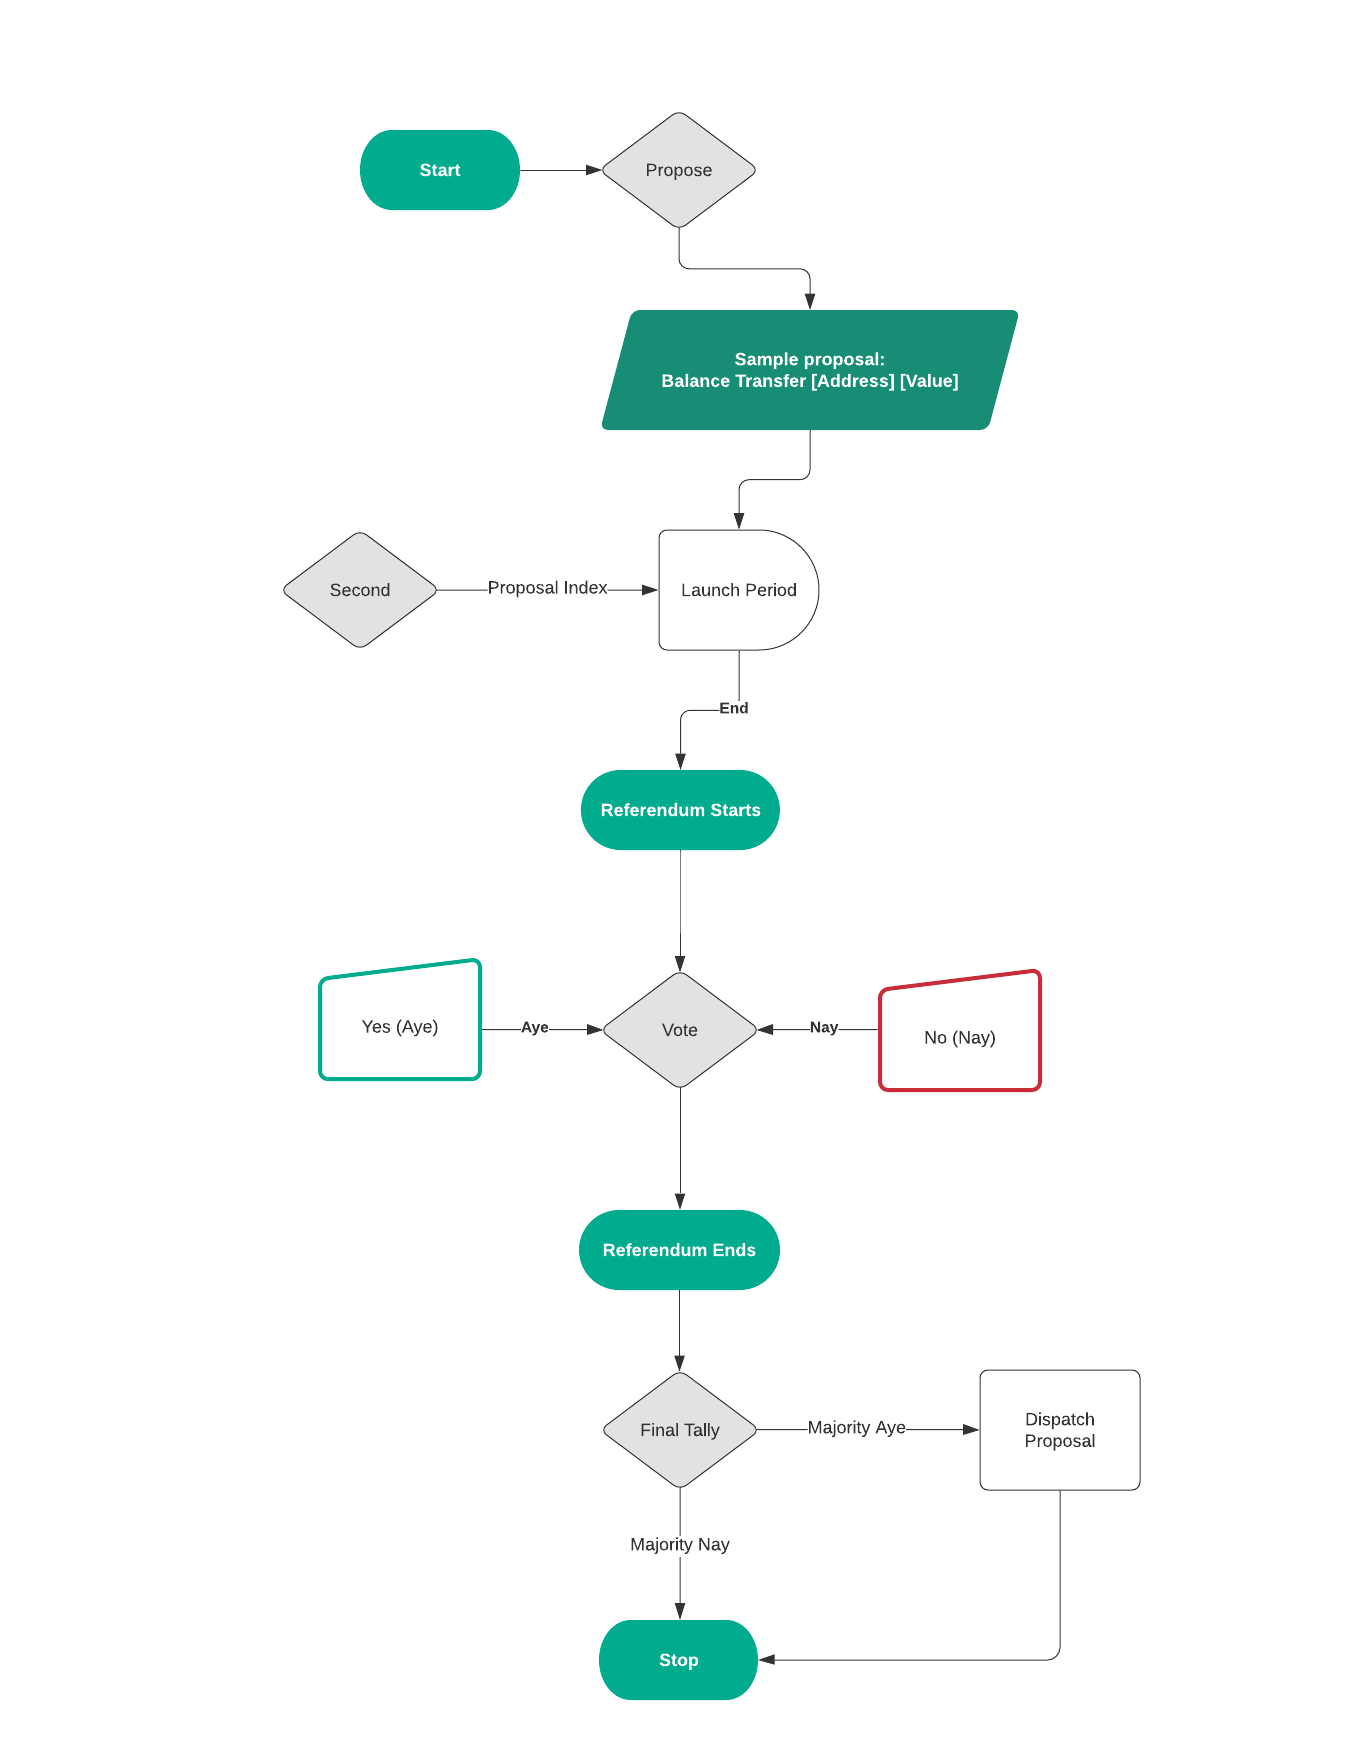 Start
Propose
Sample proposal:
Balance Transfer [Address] [Value]
Second
Proposal Index
Launch Period
End
Referendum Starts
Yes (Aye)
Aye
Vote
Nay
No (Nay)
Referendum Ends
Final Tally
Majority Aye
Dispatch
Proposal
Majority Nay
Stop